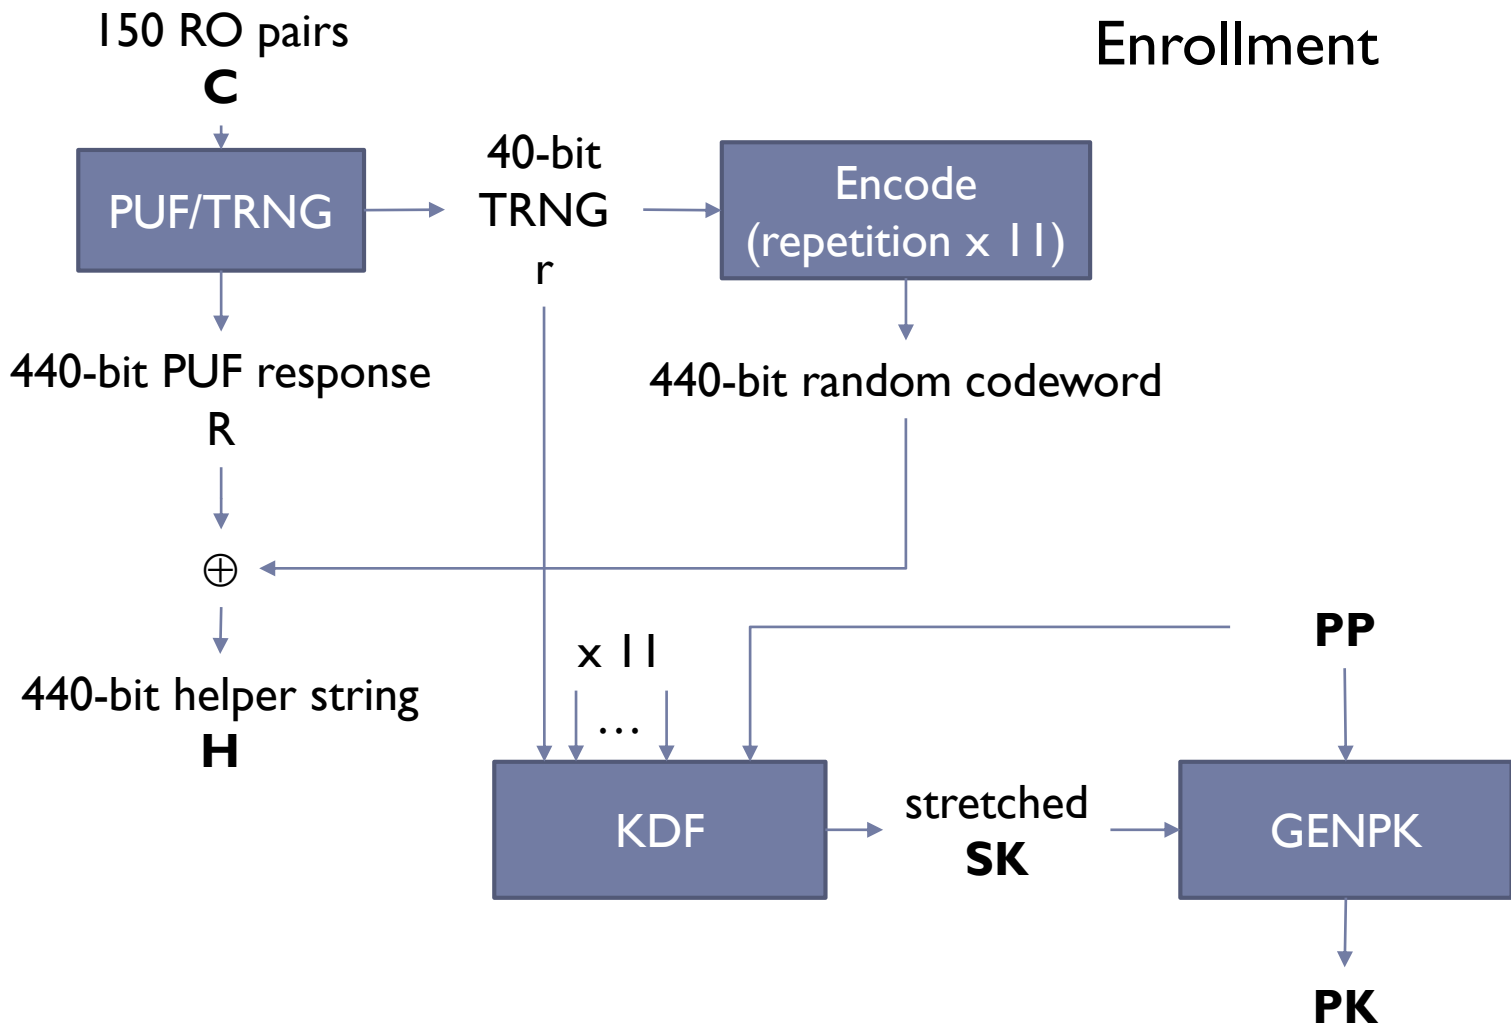 150 RO pairs
C
Enrollment
PUF/TRNG
40-bit
TRNG
r
Encode
(repetition x 11)
440-bit PUF response
R
440-bit random codeword
⊕
440-bit helper string
H
x 11
…
PP
KDF
stretched
SK
GENPK
PK